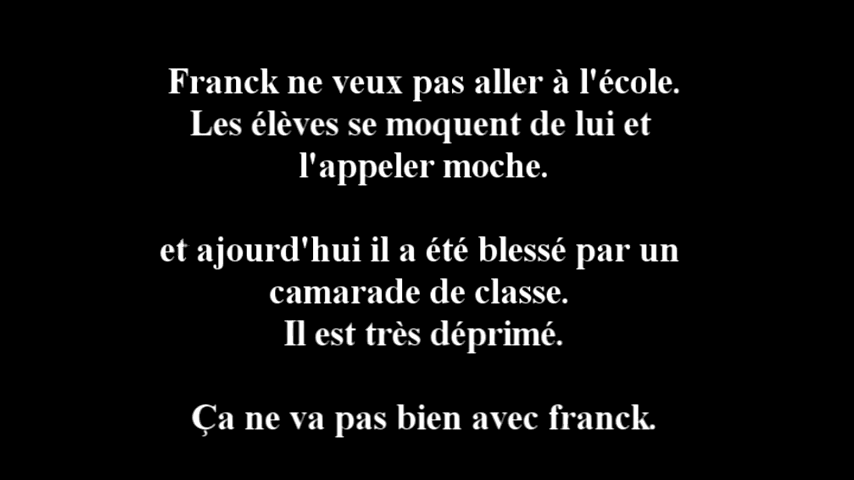 Franck ne veux pas aller à l'école.
Les élèves se moquent de lui et
l'appeler moche.
et ajourd'hui il a été blessé par un
camarade de classe.
Il est très déprimé.
Ça ne va pas bien avec franck.